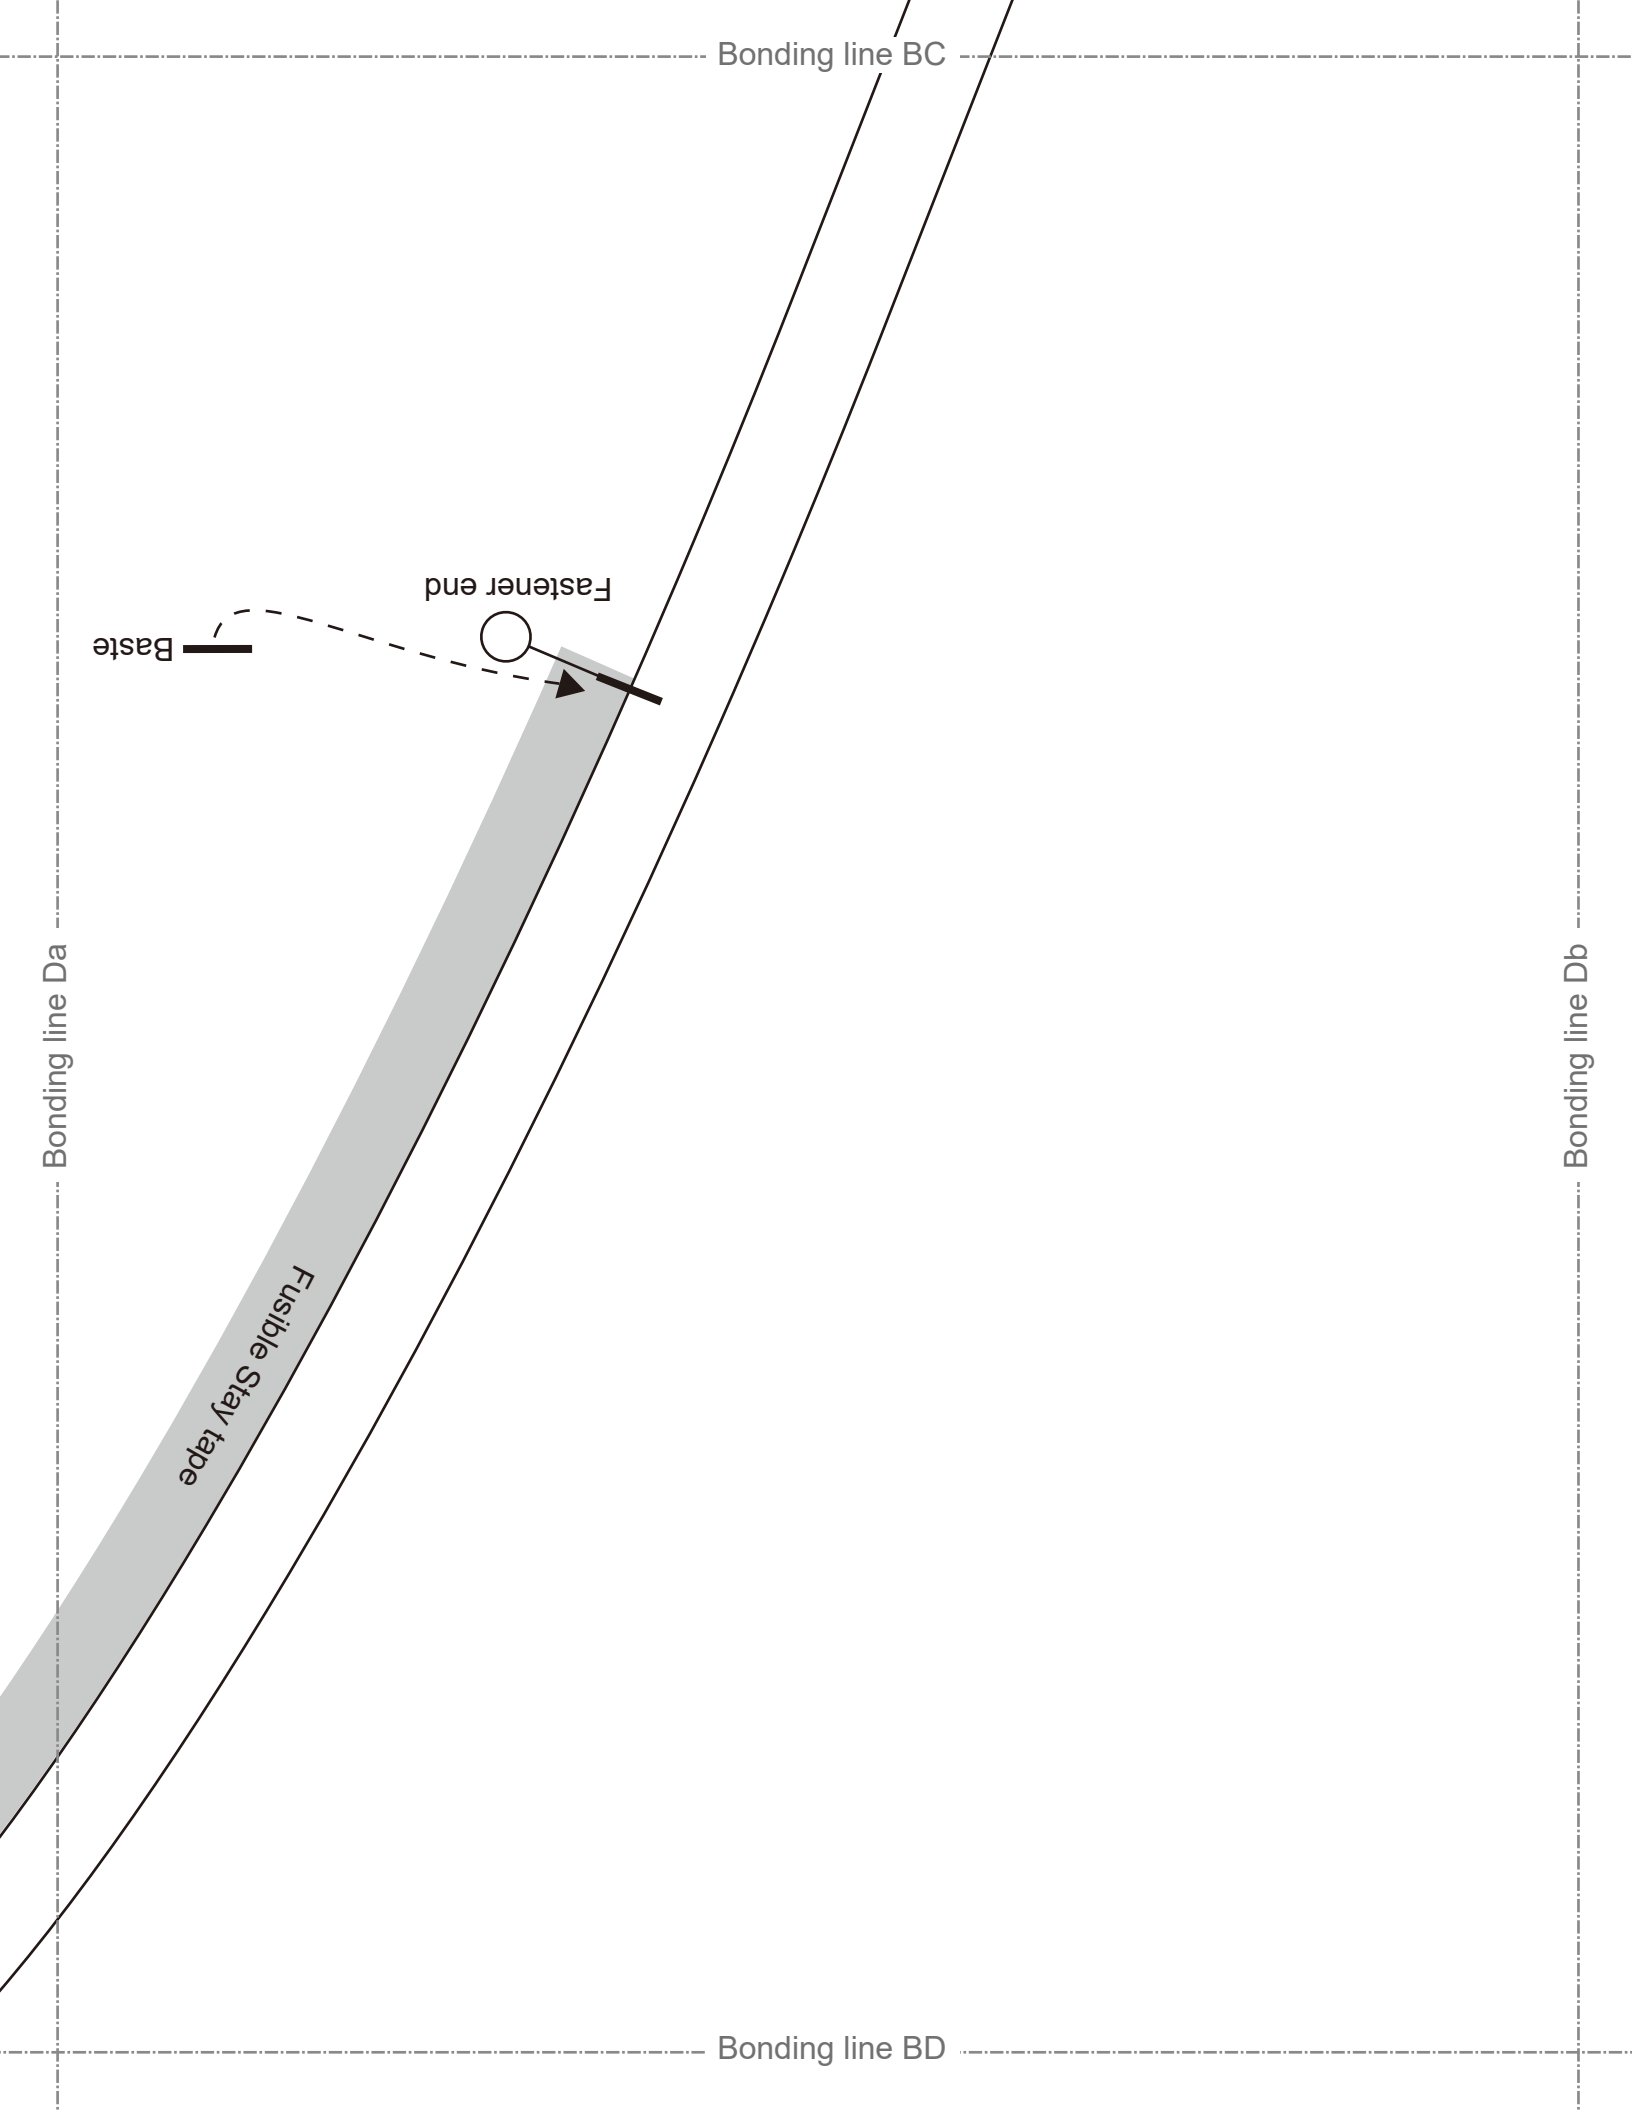 Bonding line BC
Fastener end
Baste
Bonding line Da
Bonding line Db
Fusible Stay tape
Bonding line BD